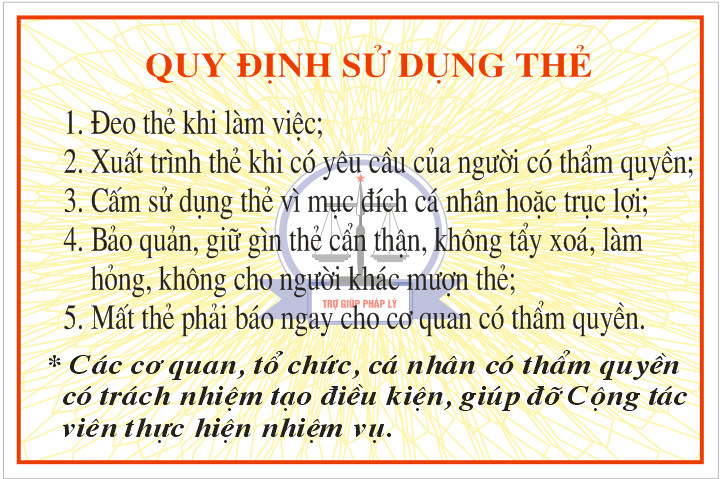 QUY ĐỊNH SỬ DỤNG THẺ
1. Đeo thẻ khi làm việc;
2. Xuất trình thẻ khi có yêu cầu của người có thẩm quyền;
3. Cấm sử dụng thẻ vì mục đích cá nhân hoặc trục lợi;
4. Bảo quản, giữ gìn thẻ cẩn thận, không tẩy xoá, làm
hỏng, không cho người khác mượn thẻ;
TRỢ GIÚP PHÁP LÝ
5. Mất thẻ phải báo ngay cho cơ quan có thẩm quyền.
* Các cơ quan, tổ chức, cá nhân có thẩm quyền
có trách nhiệm tạo điều kiện, giúp đỡ Cộng tác
viên thực hiện nhiệm vụ.